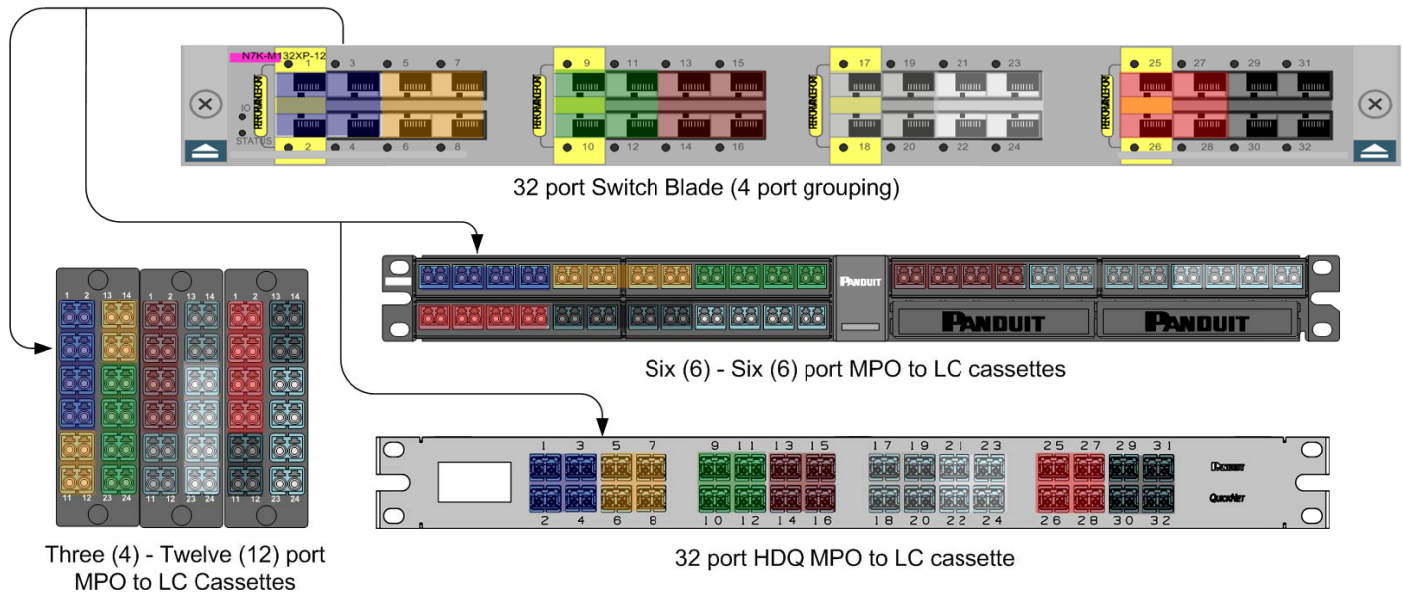 N7K-M132XP-12
1 3 5 7
9 11 13 15
17 19 21 23
25 27 29 31
IO
STATUS
2 4 6 8
10 12 14 16
18 20 22 24
26 28 30 32
32 port Switch Blade (4 port grouping)
PANDUIT
PANDUIT PANDUIT
Six (6) - Six (6) port MPO to LC cassettes
1 2 13 14 1 2 13 14 1 2 13 14
11 12 23 24 11 12 23 24 11 12 23 24
Three (4) - Twelve (12) port
MPO to LC Cassettes
1 3 5 7 9 11 13 15 17 19 21 23 25 27 29 31
PANDUIT
QUICKNET
2 4 6 8 10 12 14 16 18 20 22 24 26 28 30 32
32 port HDQ MPO to LC cassette